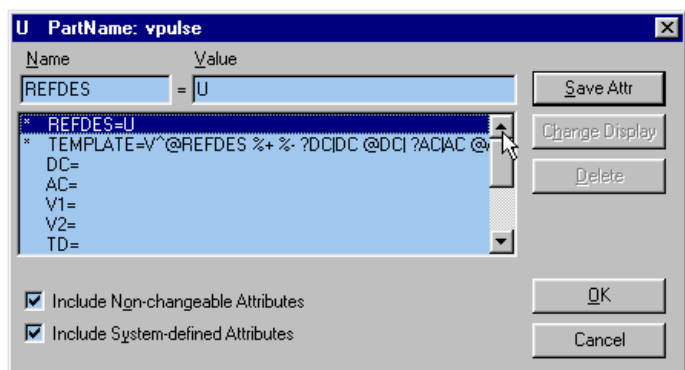 U PartName: vpulse
Name Value
REFDES = U
Save Attr
* REFDES=U
* TEMPLATE=V^@REFDES %+ %- ?DC|DC @DC| ?AC|AC
DC=
AC=
V1=
V2=
TD=
Change Display
Delete
Include Non-changeable Attributes
Include System-defined Attributes
OK
Cancel